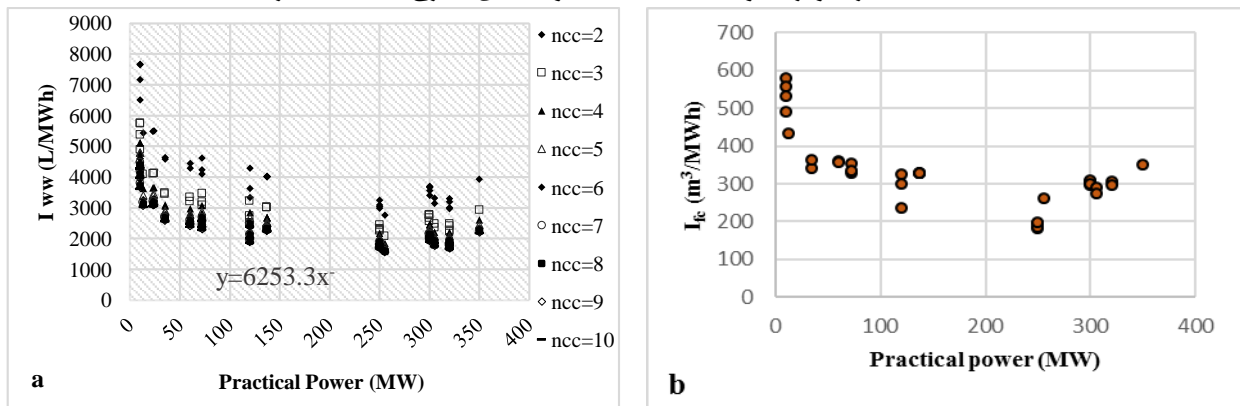 9000
8000
7000
6000
5000
4000
3000
2000
1000
0
I ww (L/MWh)
y=6253.3x
0 50 100 150 200 250 300 350 400
Practical Power (MW)
a
ncc=2
ncc=3
ncc=4
ncc=5
ncc=6
ncc=7
ncc=8
ncc=9
ncc=10
700
600
500
400
300
200
100
0
Ifc (m³/MWh)
0 100 200 300 400
Practical power (MW)
b